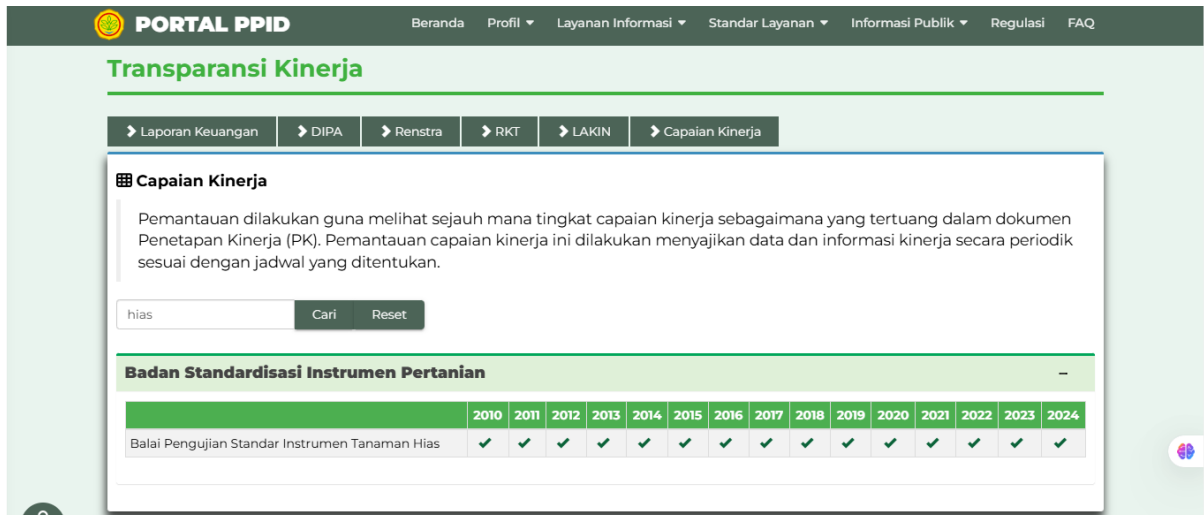 PORTAL PPID
Beranda Profil Layanan Informasi Standar Layanan Informasi Publik Regulasi FAQ
Transparansi Kinerja
Laporan Keuangan DIPA Renstra RKT LAKIN Capaian Kinerja
Capaian Kinerja
Pemantauan dilakukan guna melihat sejauh mana tingkat capaian kinerja sebagaimana yang tertuang dalam dokumen
Penetapan Kinerja (PK). Pemantauan capaian kinerja ini dilakukan menyajikan data dan informasi kinerja secara periodik
sesuai dengan jadwal yang ditentukan.
hias Cari Reset
Badan Standardisasi Instrumen Pertanian –
2010 2011 2012 2013 2014 2015 2016 2017 2018 2019 2020 2021 2022 2023 2024
Balai Pengujian Standar Instrumen Tanaman Hias ✔ ✔ ✔ ✔ ✔ ✔ ✔ ✔ ✔ ✔ ✔ ✔ ✔ ✔ ✔